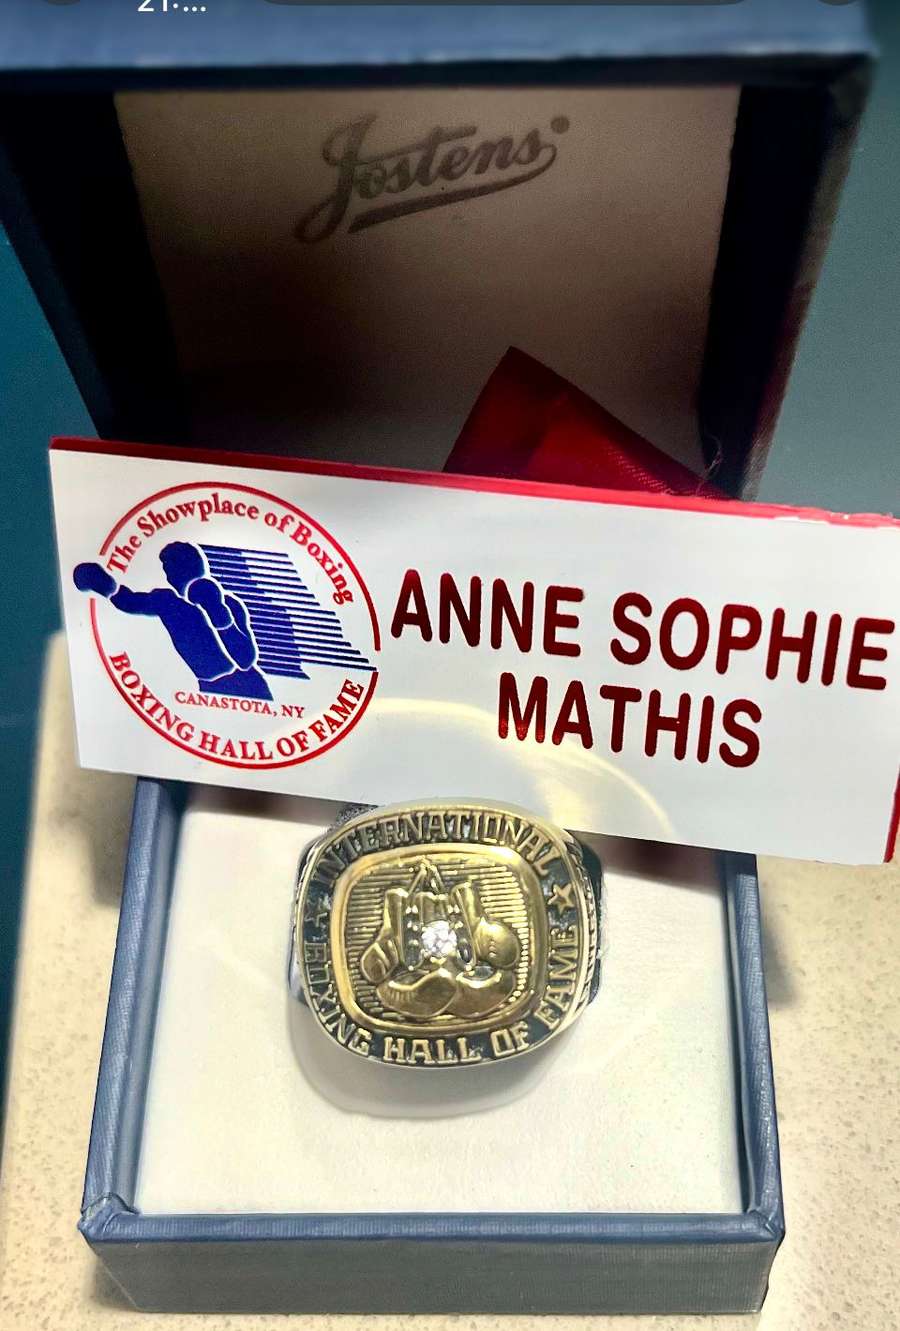 21:...
Jostens
The Showplace of Boxing
CANASTOTA, NY
BOXING HALL OF FAME
ANNE SOPHIE
MATHIS
INTERNATIONAL
BOXING HALL OF FAME